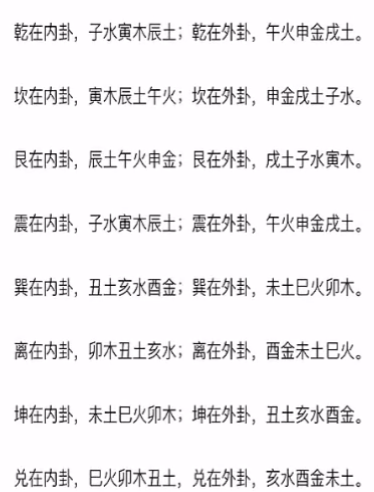 乾在内卦，子水寅木辰土；乾在外卦，午火申金戌土。
坎在内卦，寅木辰土午火；坎在外卦，申金戌土子水。
艮在内卦，辰土午火申金；艮在外卦，戌土子水寅木。
震在内卦，子水寅木辰土；震在外卦，午火申金戌土。
巽在内卦，丑土亥水酉金；巽在外卦，未土巳火卯木。
离在内卦，卯木丑土亥水；离在外卦，酉金未土巳火。
坤在内卦，未土巳火卯木；坤在外卦，丑土亥水酉金。
兑在内卦，巳火卯木丑土，兑在外卦，亥水酉金未土。